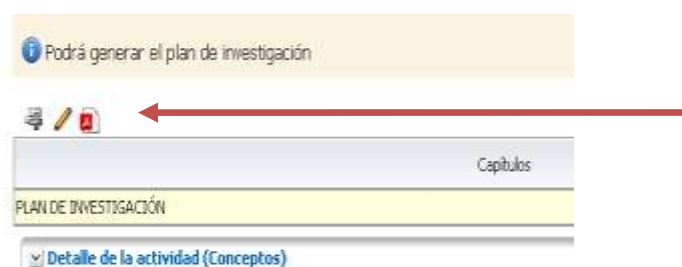 Podrá generar el plan de investigación
Capítulos
PLAN DE INVESTIGACIÓN
Detalle de la actividad (Conceptos)